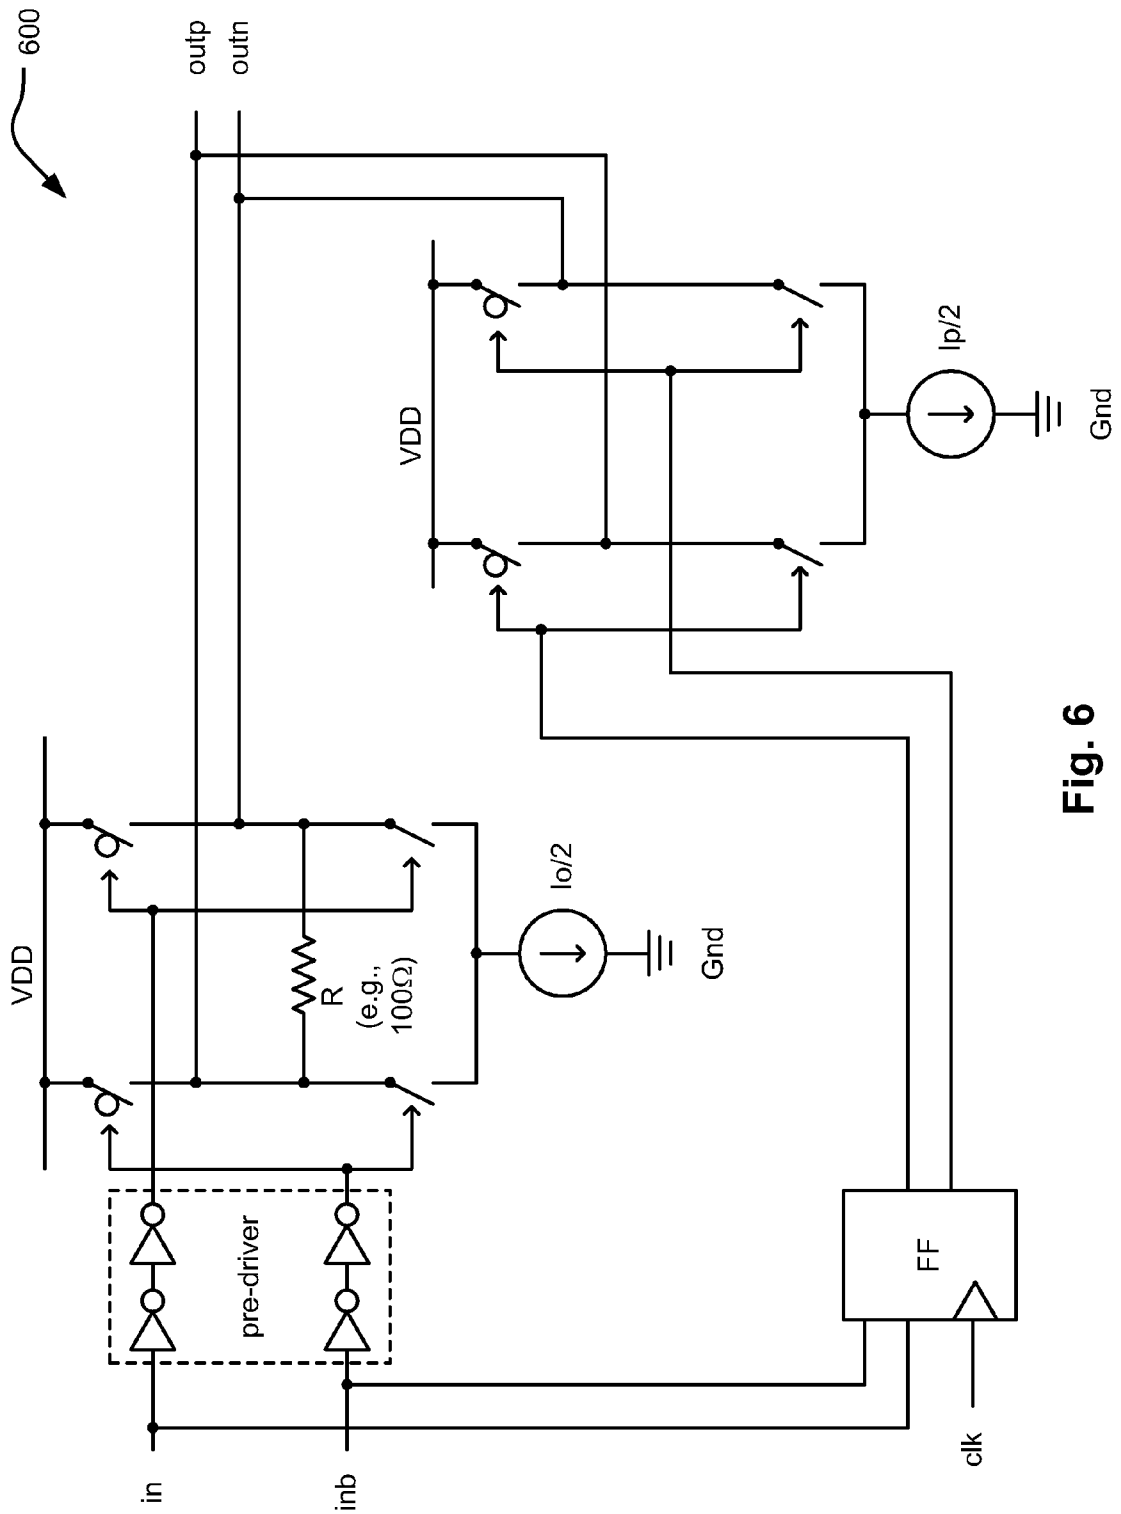 600
outp
outn
VDD
in
inb
pre-driver
R
(e.g.,
100Ω)
Io/2
Gnd
VDD
Ip/2
Gnd
FF
clk
Fig. 6